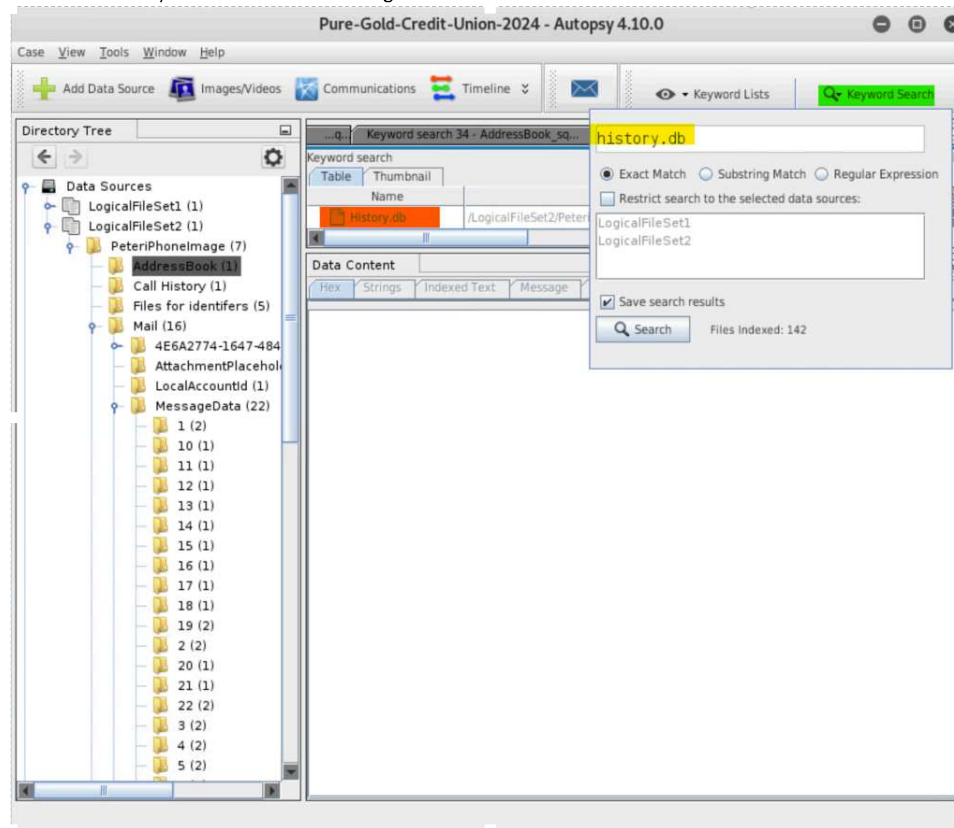 Pure-Gold-Credit-Union-2024 - Autopsy 4.10.0
Case View Tools Window Help
Add Data Source Images/Videos Communications Timeline Keyword Lists Keyword Search
Directory Tree
...q... Keyword search 34 - AddressBook_sq...
history.db
Keyword search
Table Thumbnail
Name
History.db /LogicalFileSet2/Peteri
Exact Match Substring Match Regular Expression
Restrict search to the selected data sources:
LogicalFileSet1
LogicalFileSet2
Save search results
Search Files Indexed: 142
Data Content
Hex Strings Indexed Text Message
Data Sources
LogicalFileSet1 (1)
LogicalFileSet2 (1)
PeteriPhoneImage (7)
AddressBook (1)
Call History (1)
Files for identifers (5)
Mail (16)
4E6A2774-1647-484
AttachmentPlacehol
LocalAccountId (1)
MessageData (22)
1 (2)
10 (1)
11 (1)
12 (1)
13 (1)
14 (1)
15 (1)
16 (1)
17 (1)
18 (1)
19 (2)
2 (2)
20 (1)
21 (1)
22 (2)
3 (2)
4 (2)
5 (2)